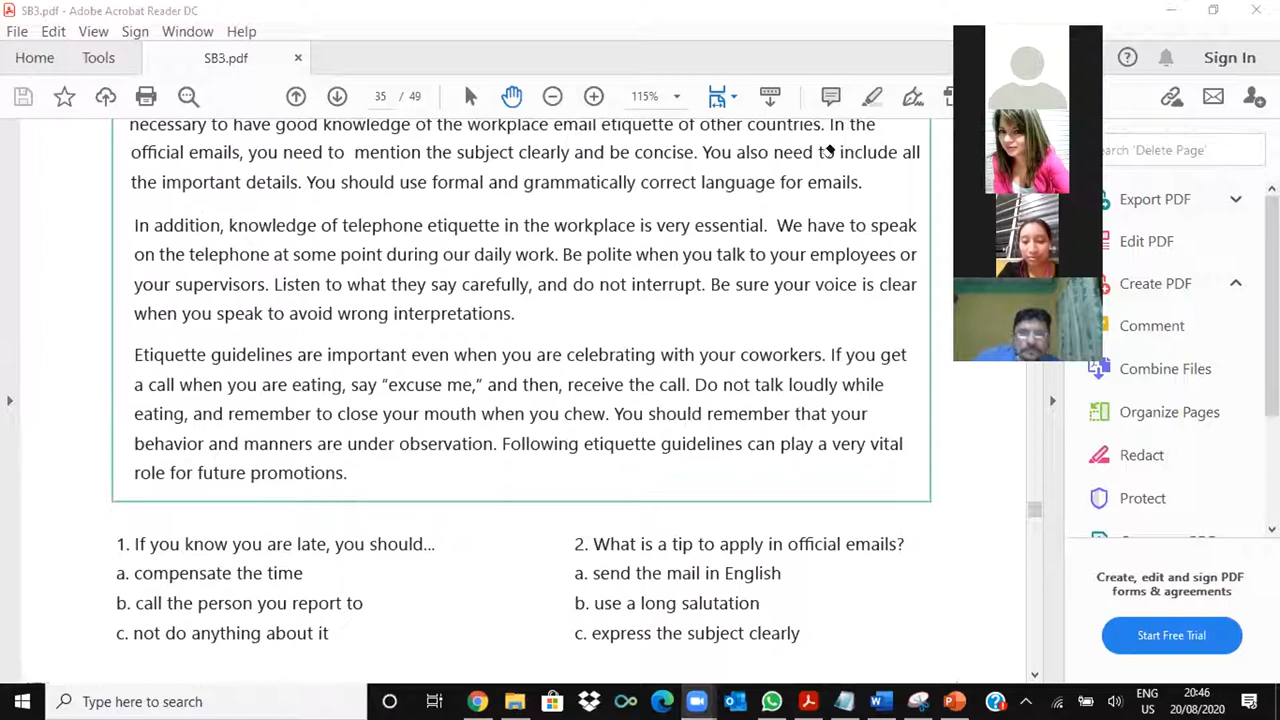 SB3.pdf - Adobe Acrobat Reader DC
File Edit View Sign Window Help
Home Tools SB3.pdf × Sign In
35 / 49 115%
necessary to have good knowledge of the workplace email etiquette of other countries. In the
official emails, you need to mention the subject clearly and be concise. You also need to include all
the important details. You should use formal and grammatically correct language for emails.
In addition, knowledge of telephone etiquette in the workplace is very essential. We have to speak
on the telephone at some point during our daily work. Be polite when you talk to your employees or
your supervisors. Listen to what they say carefully, and do not interrupt. Be sure your voice is clear
when you speak to avoid wrong interpretations.
Etiquette guidelines are important even when you are celebrating with your coworkers. If you get
a call when you are eating, say “excuse me,” and then, receive the call. Do not talk loudly while
eating, and remember to close your mouth when you chew. You should remember that your
behavior and manners are under observation. Following etiquette guidelines can play a very vital
role for future promotions.
1. If you know you are late, you should...
a. compensate the time
b. call the person you report to
c. not do anything about it
2. What is a tip to apply in official emails?
a. send the mail in English
b. use a long salutation
c. express the subject clearly
Search 'Delete Page'
Export PDF
Edit PDF
Create PDF
Comment
Combine Files
Organize Pages
Redact
Protect
Create, edit and sign PDF
forms & agreements
Start Free Trial
Type here to search
ENG
US
20:46
20/08/2020